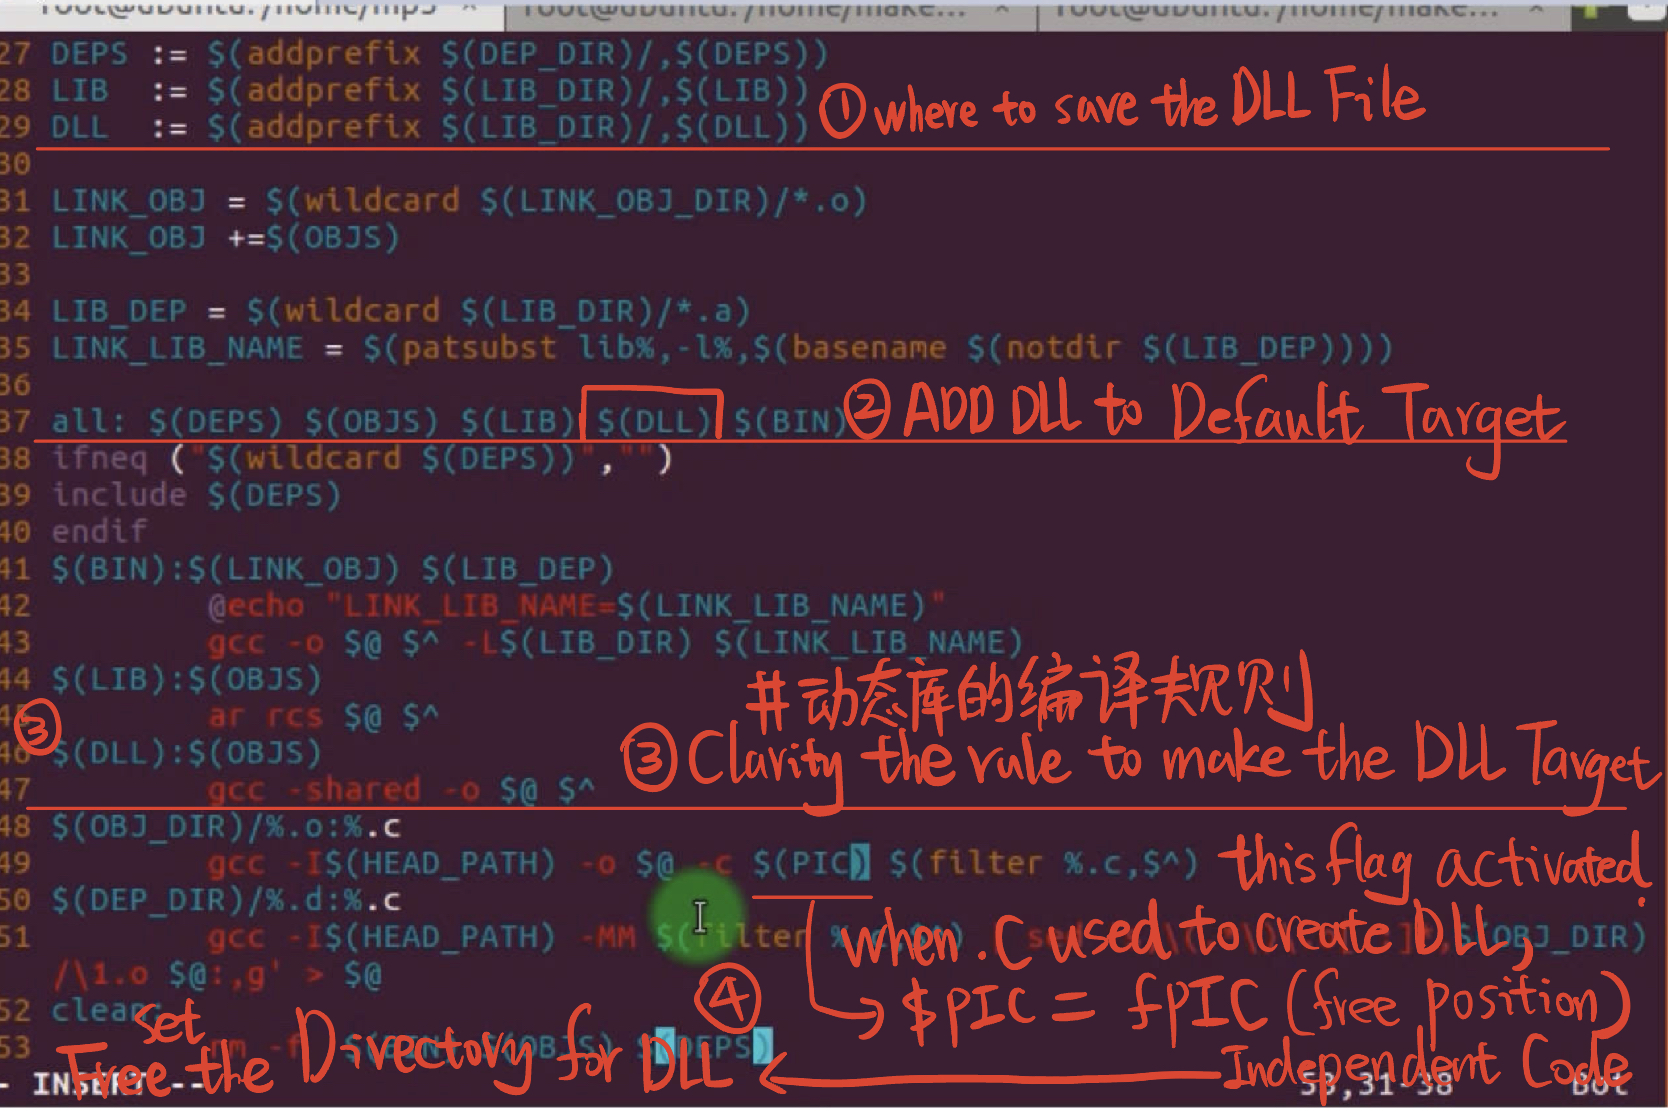 root@ubuntu: /home/mp3 × root@ubuntu: /home/make... × root@ubuntu: /home/make... ×
27 DEPS := $(addprefix $(DEP_DIR)/,$(DEPS))
28 LIB := $(addprefix $(LIB_DIR)/,$(LIB))
29 DLL := $(addprefix $(LIB_DIR)/,$(DLL))
① where to save the DLL File
30
31 LINK_OBJ = $(wildcard $(LINK_OBJ_DIR)/*.o)
32 LINK_OBJ +=$(OBJS)
33
34 LIB_DEP = $(wildcard $(LIB_DIR)/*.a)
35 LINK_LIB_NAME = $(patsubst lib%,-l%,$(basename $(notdir $(LIB_DEP))))
36
37 all: $(DEPS) $(OBJS) $(LIB) $(DLL) $(BIN)
② ADD DLL to Default Target
38 ifneq ("$(wildcard $(DEPS))","")
39 include $(DEPS)
40 endif
41 $(BIN):$(LINK_OBJ) $(LIB_DEP)
42 @echo "LINK_LIB_NAME=$(LINK_LIB_NAME)"
43 gcc -o $@ $^ -L$(LIB_DIR) $(LINK_LIB_NAME)
44 $(LIB):$(OBJS)
#动态库的编译规则
45 ar rcs $@ $^
③
46 $(DLL):$(OBJS)
③ Clarity the rule to make the DLL Target
47 gcc -shared -o $@ $^
48 $(OBJ_DIR)/%.o:%.c
49 gcc -I$(HEAD_PATH) -o $@ -c $(PIC) $(filter %.c,$^)
this flag activated
50 $(DEP_DIR)/%.d:%.c
51 gcc -I$(HEAD_PATH) -MM $(filter %.c,$^) sed $(OBJ_DIR)
when .C used to create DLL,
/\1.o $@:,g' > $@
④
$PIC = fPIC (free position)
52 clean:
set
53 rm -f $(BIN) $(OBJS) $(DEPS)
Free the Directory for DLL
Independent Code
-- INSERT -- 53,31-38 Bot